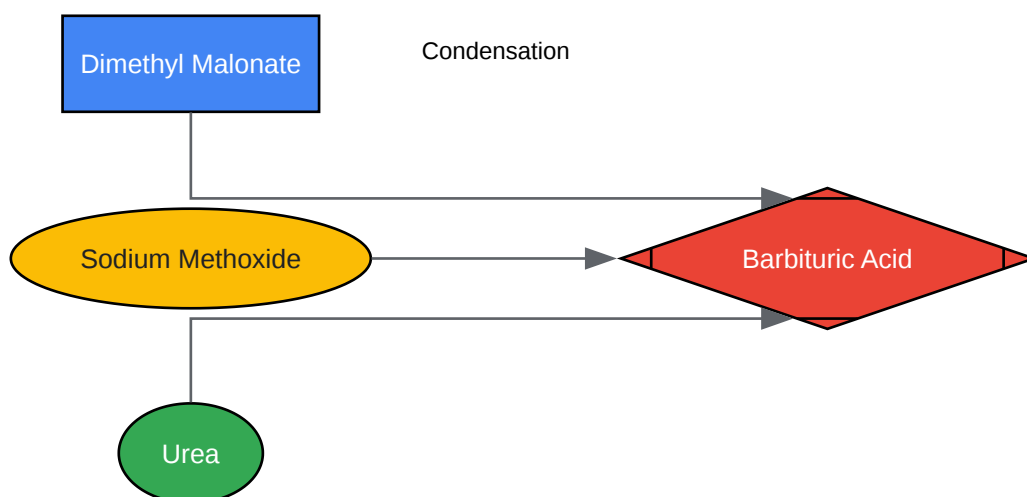 Dimethyl Malonate
Condensation
Sodium Methoxide
Barbituric Acid
Urea